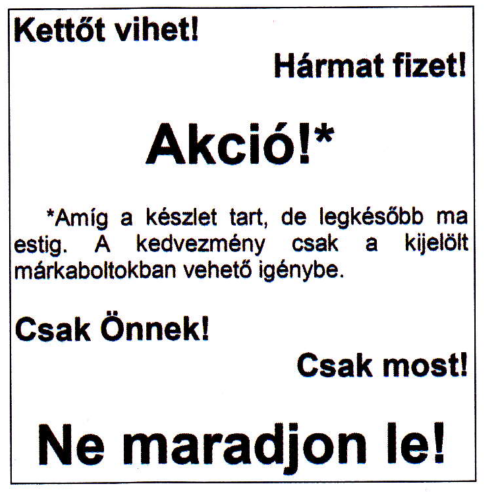 Kettőt vihet!
Hármat fizet!
Akció!*
*Amíg a készlet tart, de legkésőbb ma
estig. A kedvezmény csak a kijelölt
márkaboltokban vehető igénybe.
Csak Önnek!
Csak most!
Ne maradjon le!